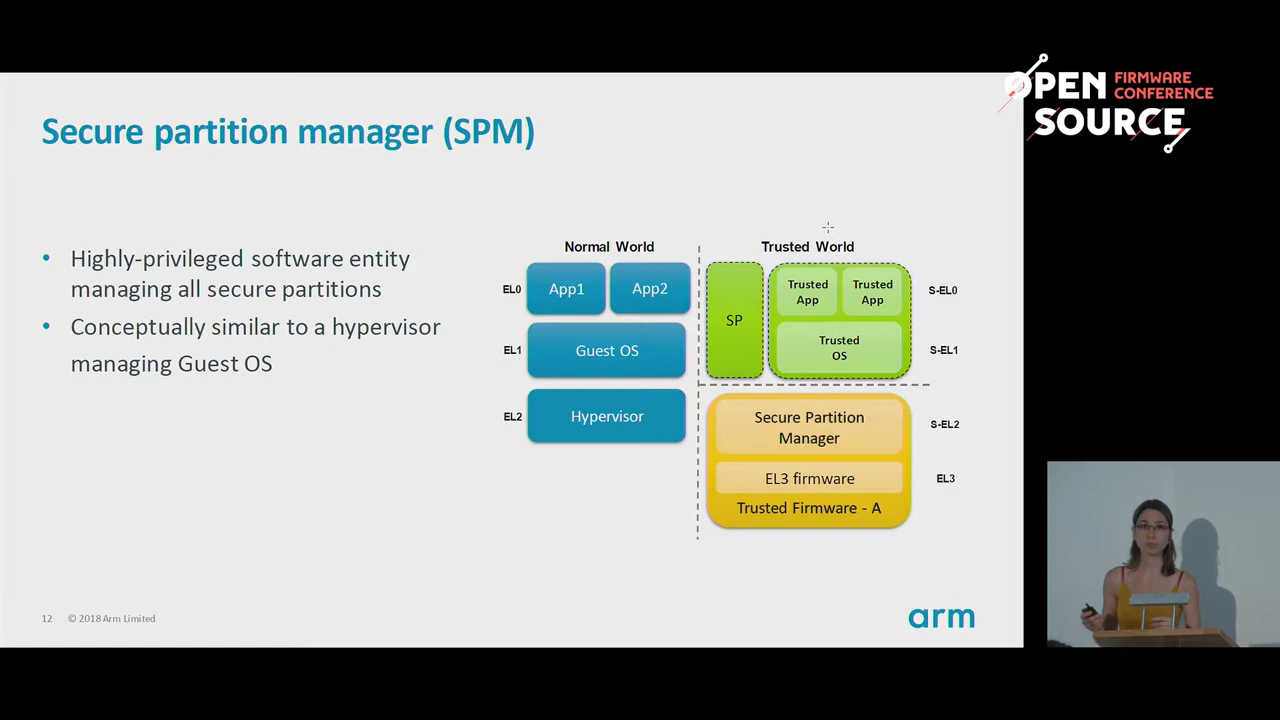 OPEN FIRMWARE
CONFERENCE
SOURCE
Secure partition manager (SPM)
• Highly-privileged software entity
managing all secure partitions
• Conceptually similar to a hypervisor
managing Guest OS
Normal World
Trusted World
EL0
App1
App2
SP
Trusted
App
Trusted
App
S-EL0
EL1
Guest OS
Trusted
OS
S-EL1
EL2
Hypervisor
Secure Partition
Manager
S-EL2
EL3 firmware
EL3
Trusted Firmware - A
12 © 2018 Arm Limited
arm